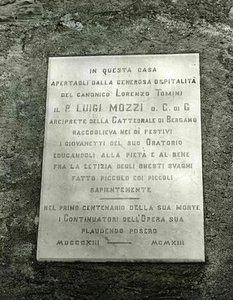 IN QUESTA CASA
APERTAGLI DALLA GENEROSA OSPITALITÀ
DEL CANONICO LORENZO TOMINI
IL P. LUIGI MOZZI D. C. DI G
ARCIPRETE DELLA CATTEDRALE DI BERGAMO
RACCOGLIEVA NEI DÌ FESTIVI
I GIOVANETTI DEL SUO ORATORIO
EDUCANDOLI ALLA PIETÀ E AL BENE
FRA LA LETIZIA DEGLI ONESTI SVAGHI
FATTO PICCOLO COI PICCOLI
SAPIENTEMENTE
NEL PRIMO CENTENARIO DELLA SUA MORTE
I CONTINUATORI DELL'OPERA SUA
PLAUDENDO POSERO
MDCCCXIII — MCMXIII